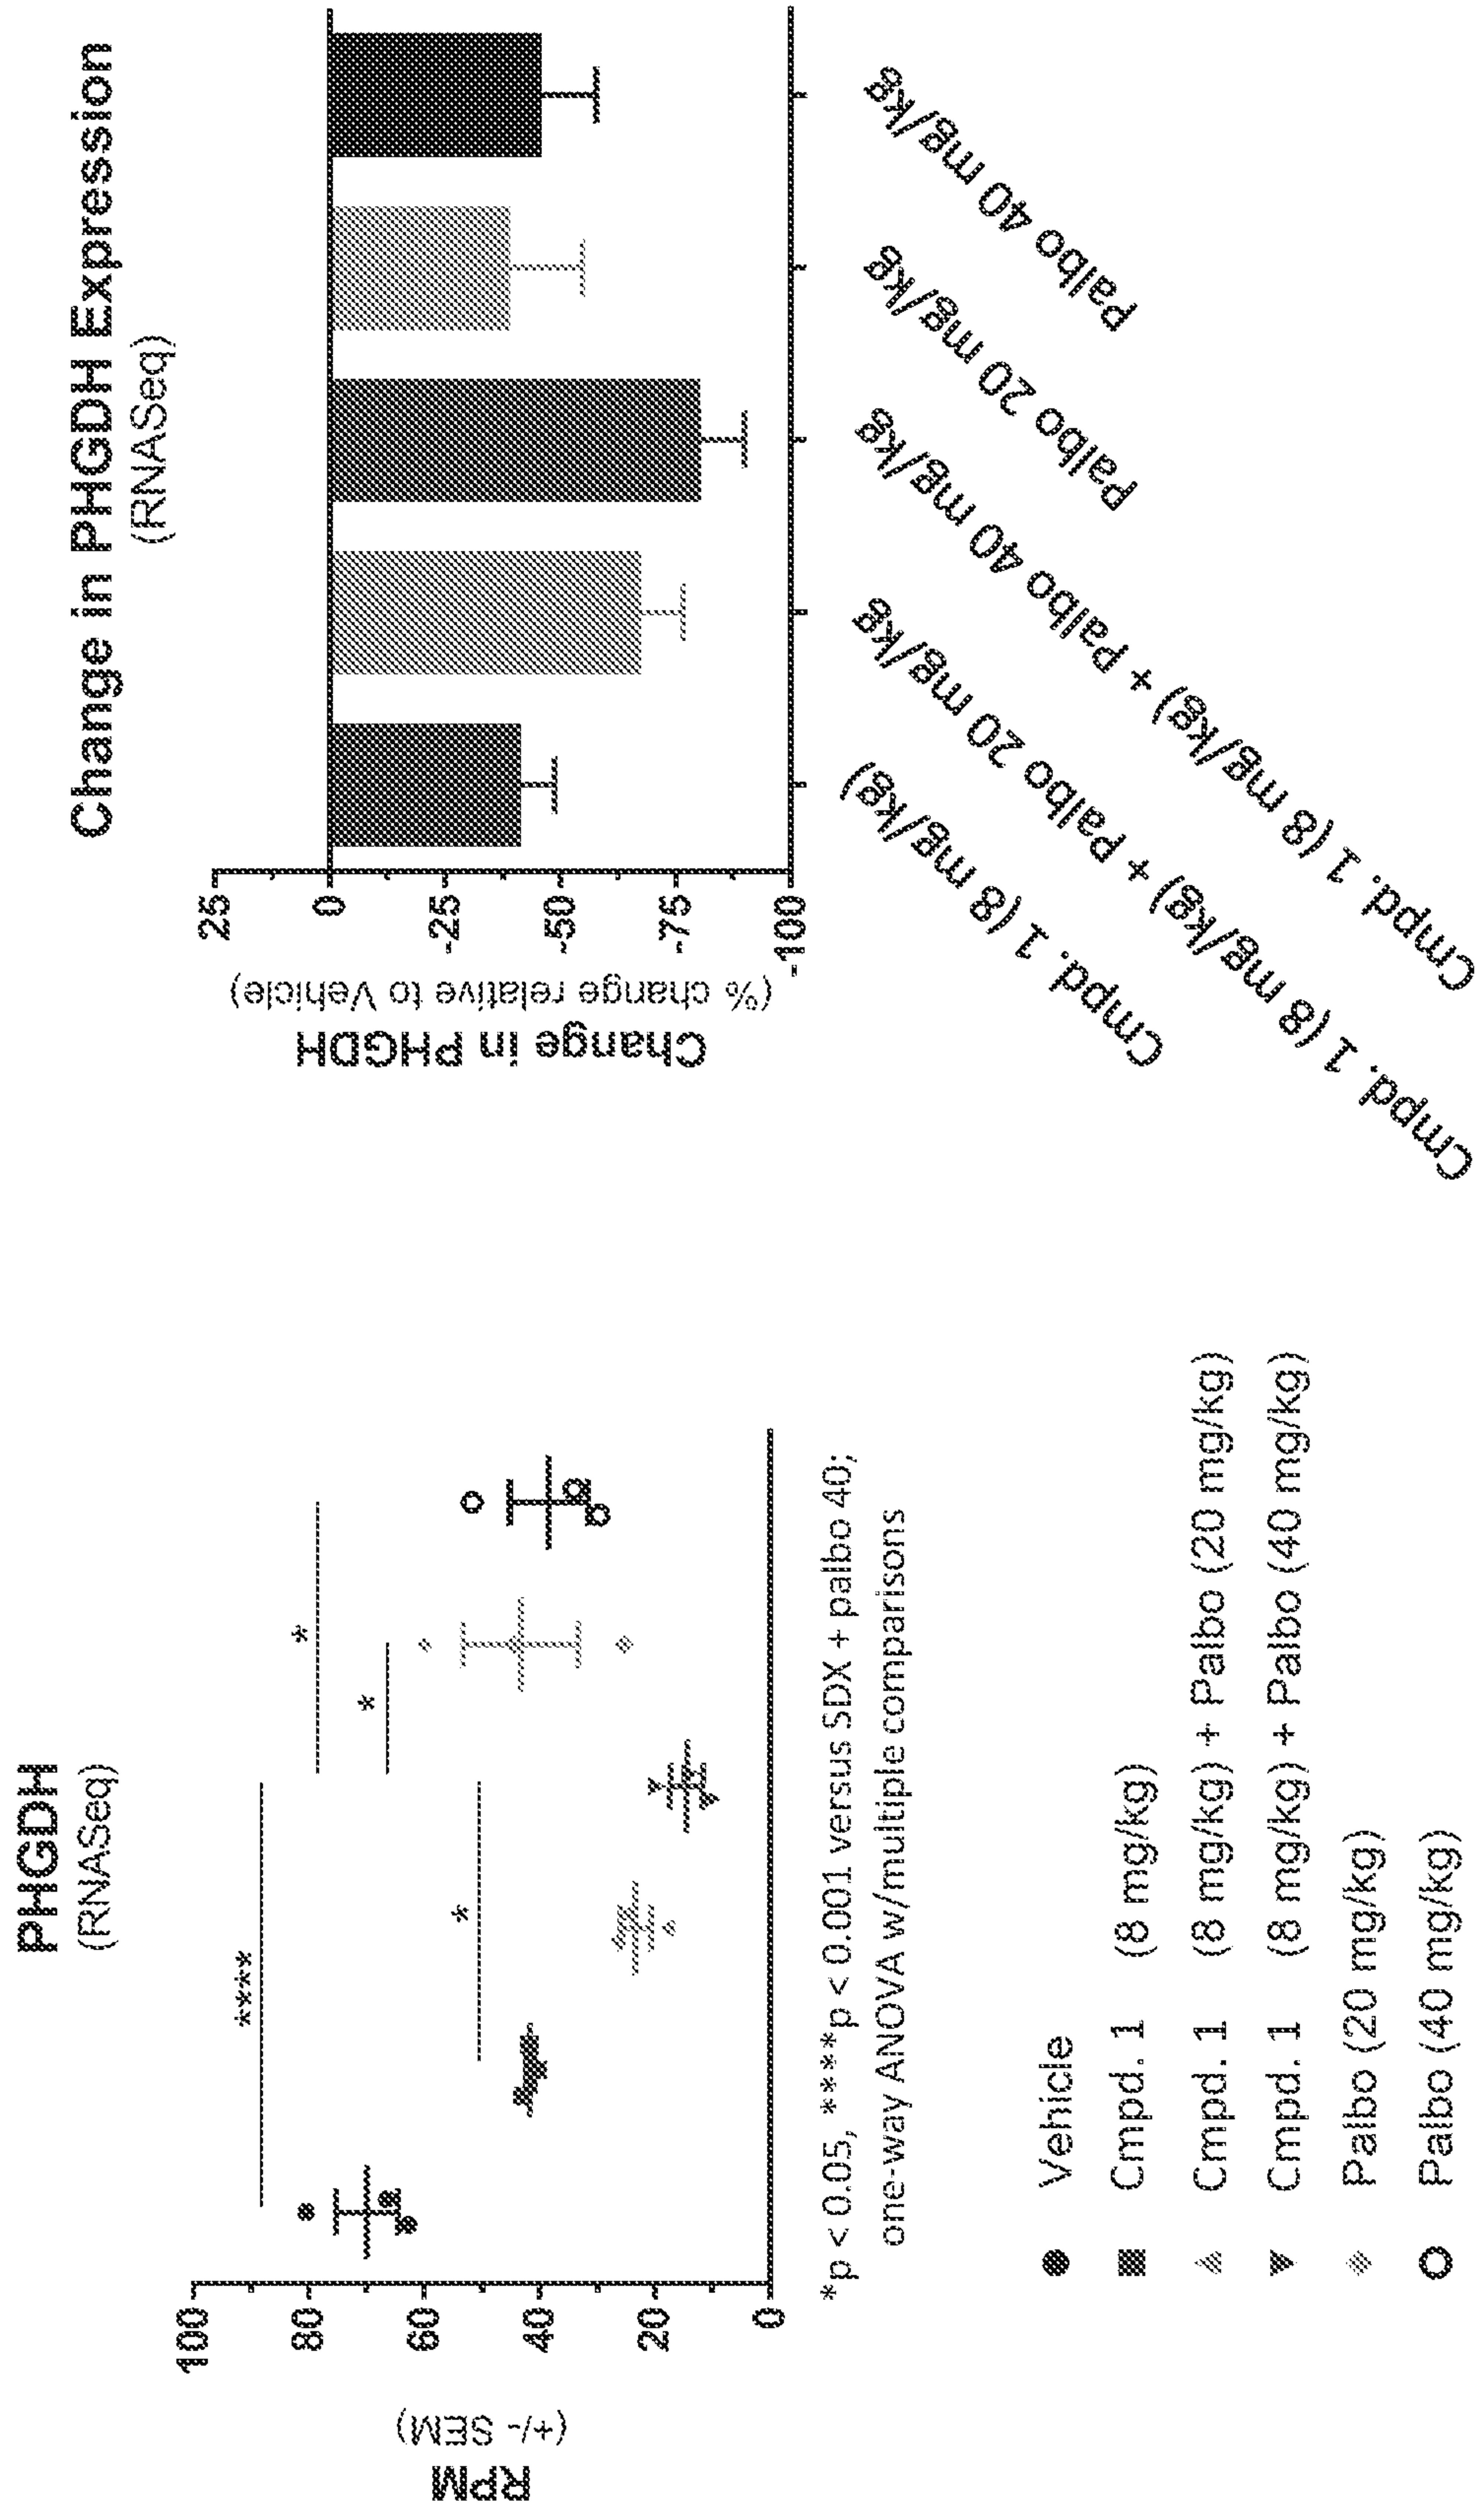 PHGDH
(RNASeq)
RPM
(+/- SEM)
100
80
60
40
20
0
****
*
*
*
*p < 0.05, ****p < 0.001 versus SDX + palbo 40;
one-way ANOVA w/multiple comparisons
Vehicle
Cmpd. 1 (8 mg/kg)
Cmpd. 1 (8 mg/kg) + Palbo (20 mg/kg)
Cmpd. 1 (8 mg/kg) + Palbo (40 mg/kg)
Palbo (20 mg/kg)
Palbo (40 mg/kg)
Change in PHGDH Expression
(RNASeq)
Change in PHGDH
(% change relative to Vehicle)
25
0
-25
-50
-75
-100
Cmpd. 1 (8 mg/kg)
Cmpd. 1 (8 mg/kg) + Palbo 20 mg/kg
Cmpd. 1 (8 mg/kg) + Palbo 40 mg/kg
Palbo 20 mg/kg
Palbo 40 mg/kg